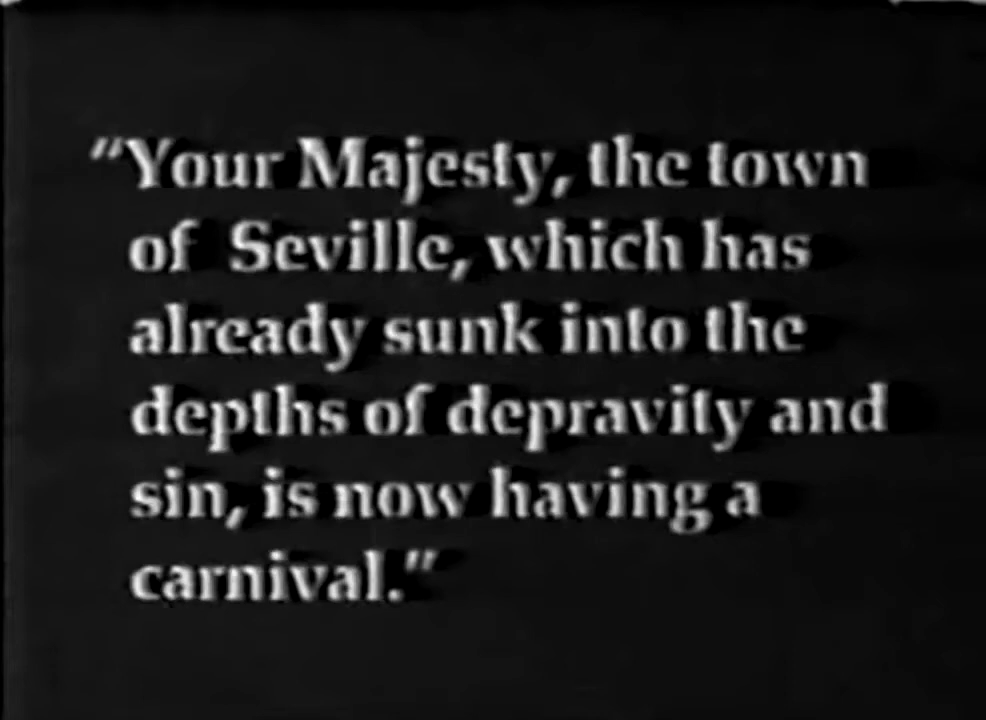 “Your Majesty, the town
of Seville, which has
already sunk into the
depths of depravity and
sin, is now having a
carnival.”